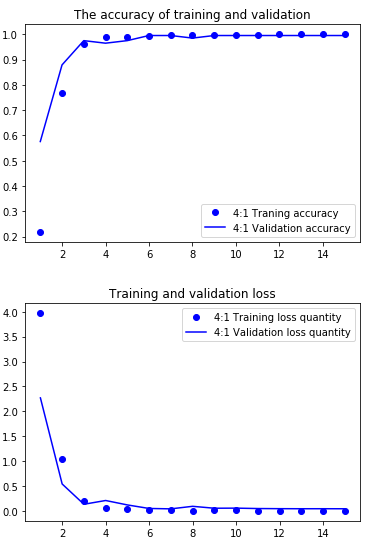 The accuracy of training and validation
1.0
0.9
0.8
0.7
0.6
0.5
0.4
0.3
0.2
4:1 Traning accuracy
4:1 Validation accuracy
2 4 6 8 10 12 14
Training and validation loss
4.0
3.5
3.0
2.5
2.0
1.5
1.0
0.5
0.0
4:1 Training loss quantity
4:1 Validation loss quantity
2 4 6 8 10 12 14